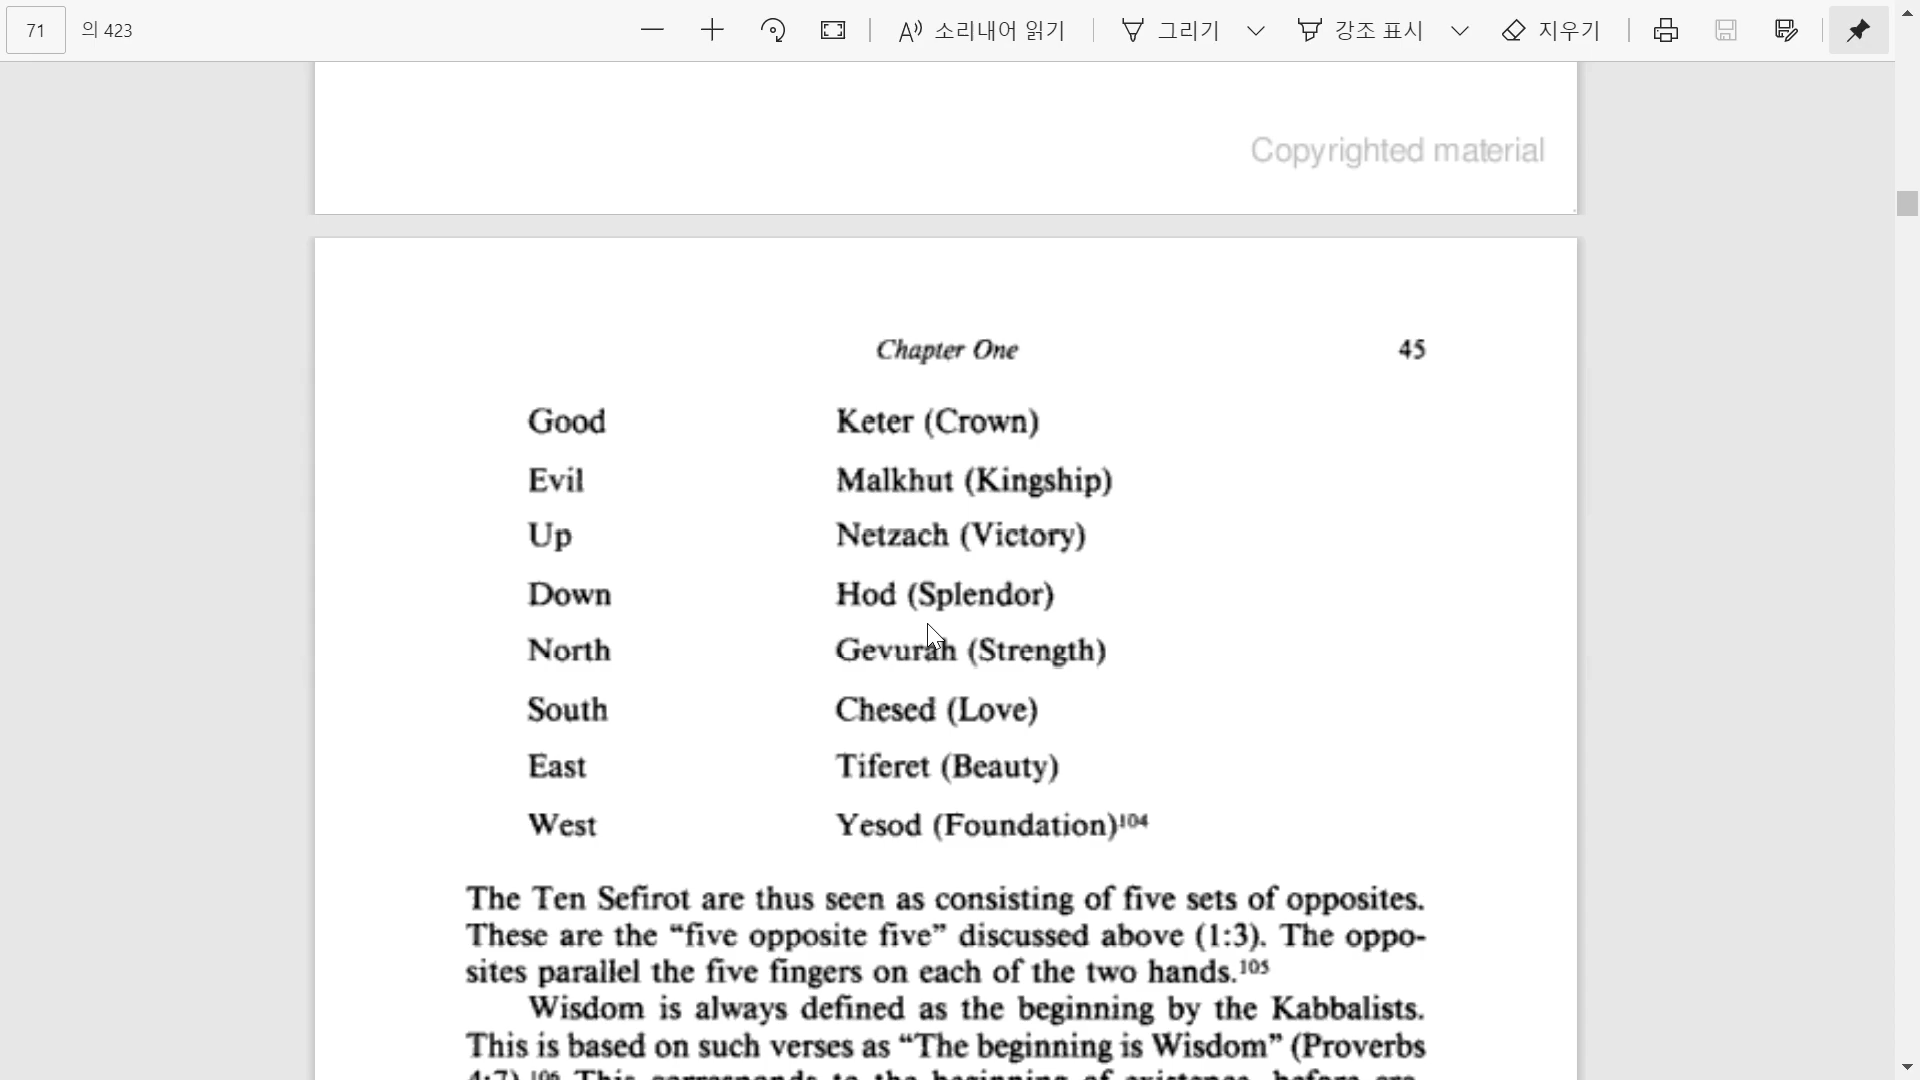 71 의 423 소리내어 읽기 그리기 강조 표시 지우기
Copyrighted material
Chapter One 45
Good Keter (Crown)
Evil Malkhut (Kingship)
Up Netzach (Victory)
Down Hod (Splendor)
North Gevurah (Strength)
South Chesed (Love)
East Tiferet (Beauty)
West Yesod (Foundation)¹⁰⁴
The Ten Sefirot are thus seen as consisting of five sets of opposites.
These are the “five opposite five” discussed above (1:3). The oppo-
sites parallel the five fingers on each of the two hands.¹⁰⁵
Wisdom is always defined as the beginning by the Kabbalists.
This is based on such verses as “The beginning is Wisdom” (Proverbs